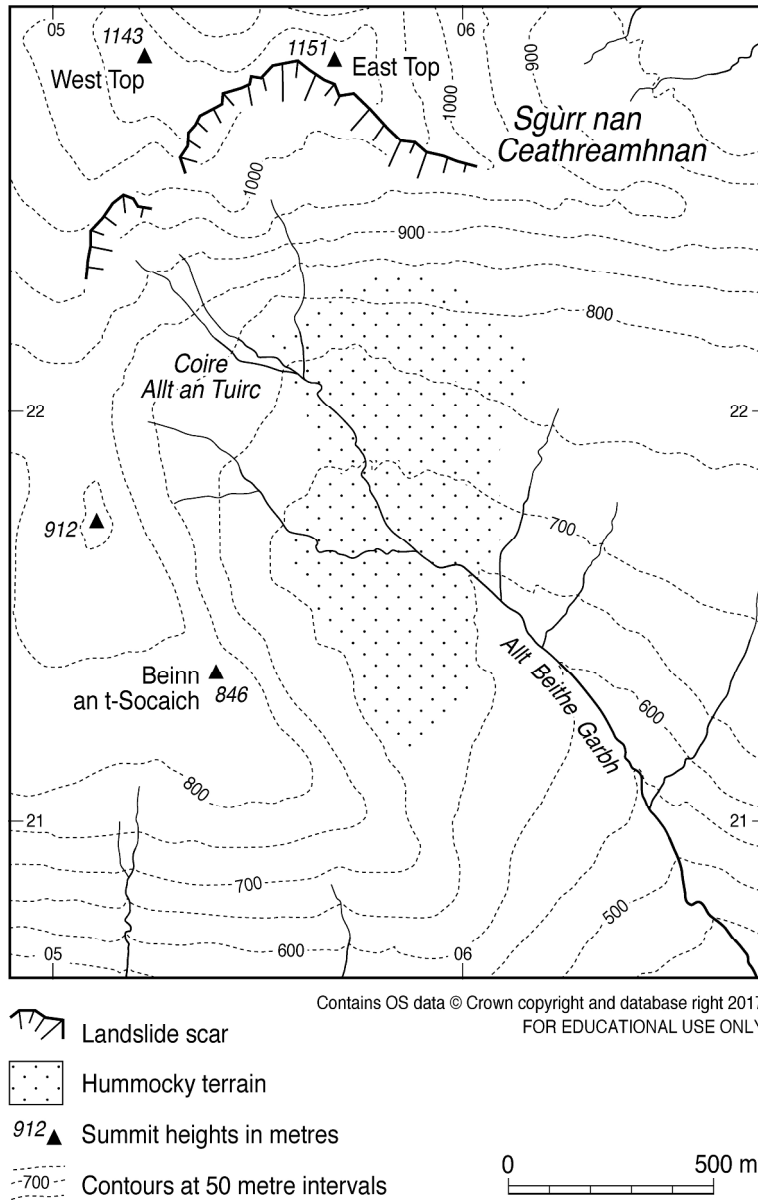 05
06
1143
1151
West Top
East Top
900
1000
Sgùrr nan
Ceathreamhnan
1000
900
800
Coire
Allt an Tuirc
22
22
912
700
Beinn
an t-Socaich
846
Allt Beithe Garbh
600
800
21
21
700
500
05
600
06
Contains OS data © Crown copyright and database right 2017
FOR EDUCATIONAL USE ONLY
Landslide scar
Hummocky terrain
912
Summit heights in metres
700
Contours at 50 metre intervals
0
500 m